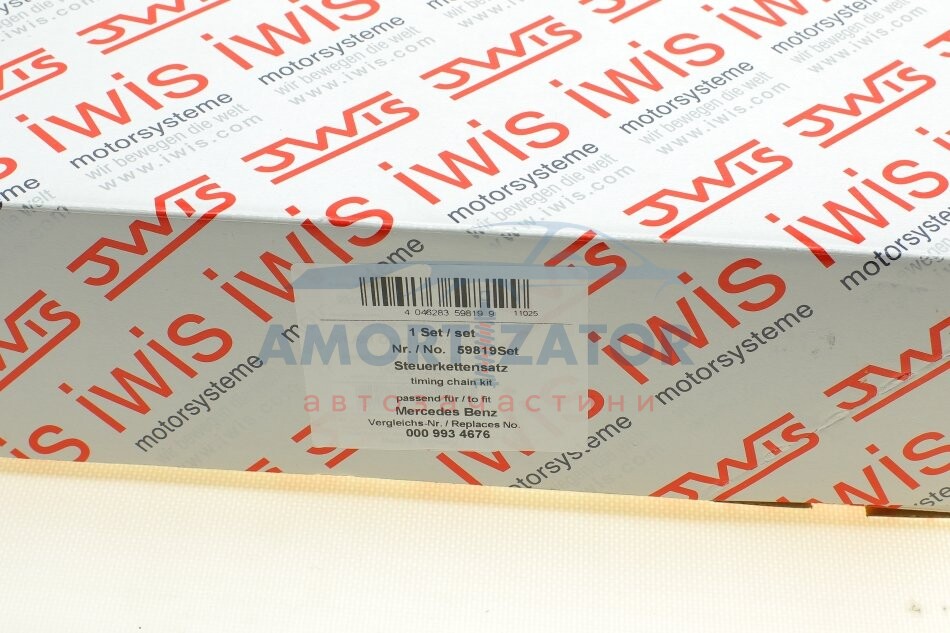 JWIS iwis
motorsysteme
wir bewegen die welt
www.iwis.com
4 046283 59819 9 11025
1 Set / set
Nr. / No. 59819Set
Steuerkettensatz
timing chain kit
passend für / to fit
Mercedes Benz
Vergleichs-Nr. / Replaces No.
000 993 4676
AMORTIZATOR
автозапчастини